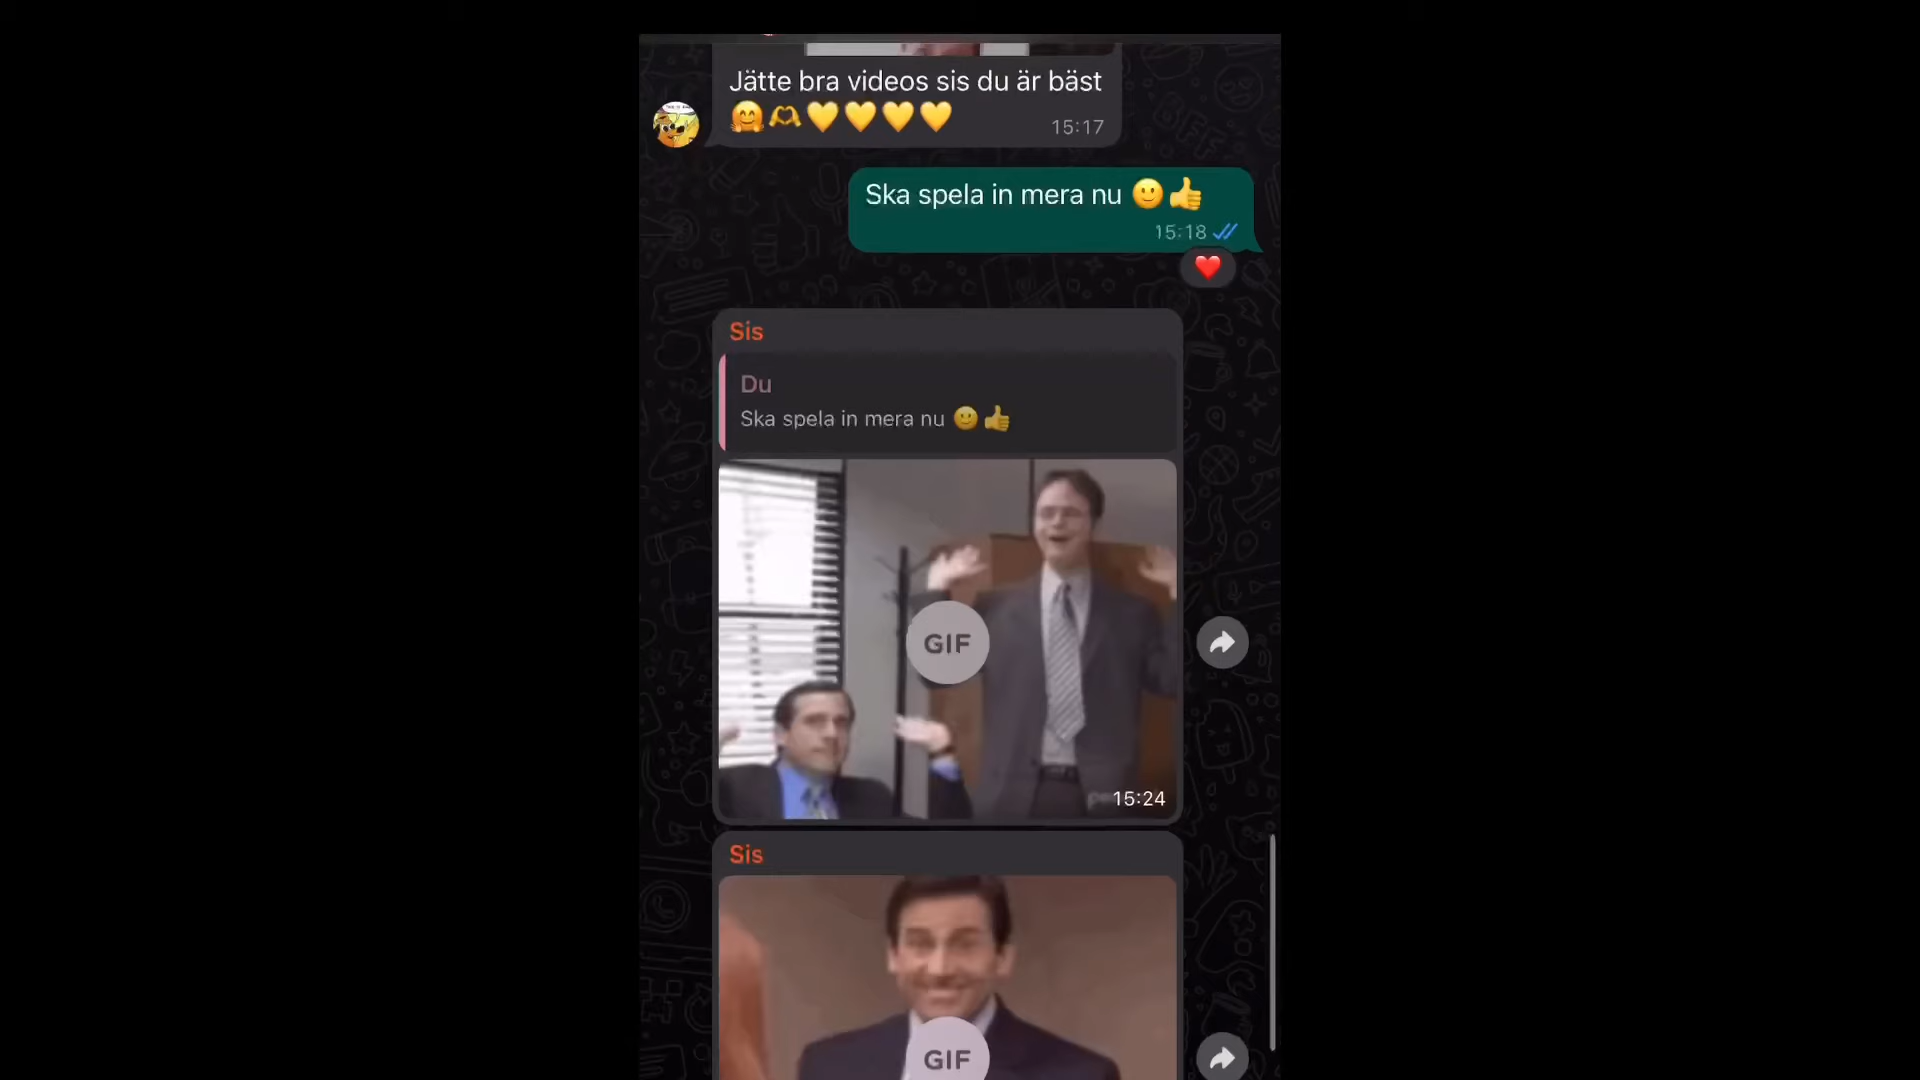 Jätte bra videos sis du är bäst
🤗🫶💛💛💛💛
15:17
Ska spela in mera nu 🙂👍
15:18
Sis
Du
Ska spela in mera nu 🙂👍
GIF
15:24
Sis
GIF